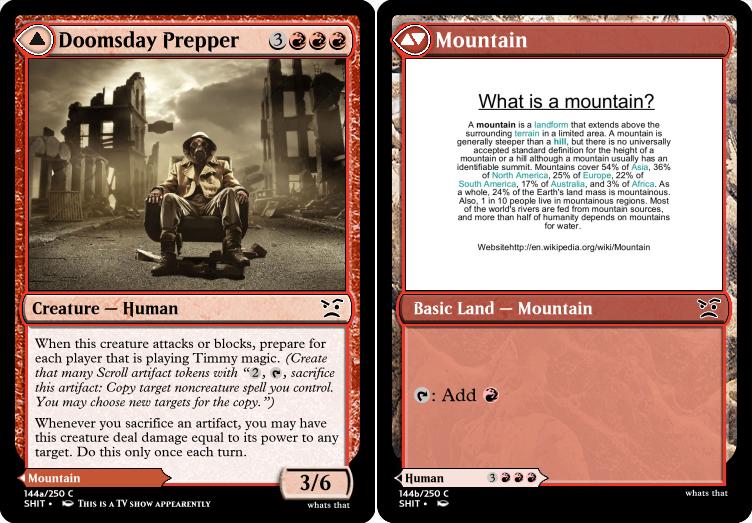 Doomsday Prepper 3
Creature — Human
When this creature attacks or blocks, prepare for
each player that is playing Timmy magic. (Create
that many Scroll artifact tokens with “2, , sacrifice
this artifact: Copy target noncreature spell you control.
You may choose new targets for the copy.”)
Whenever you sacrifice an artifact, you may have
this creature deal damage equal to its power to any
target. Do this only once each turn.
Mountain
3/6
144a/250 C
SHIT • This is a TV show appearently
whats that
Mountain
What is a mountain?
A mountain is a landform that extends above the
surrounding terrain in a limited area. A mountain is
generally steeper than a hill, but there is no universally
accepted standard definition for the height of a
mountain or a hill although a mountain usually has an
identifiable summit. Mountains cover 54% of Asia, 36%
of North America, 25% of Europe, 22% of
South America, 17% of Australia, and 3% of Africa. As
a whole, 24% of the Earth's land mass is mountainous.
Also, 1 in 10 people live in mountainous regions. Most
of the world's rivers are fed from mountain sources,
and more than half of humanity depends on mountains
for water.
Websitehttp://en.wikipedia.org/wiki/Mountain
Basic Land — Mountain
: Add
Human 3
144b/250 C
SHIT •
whats that